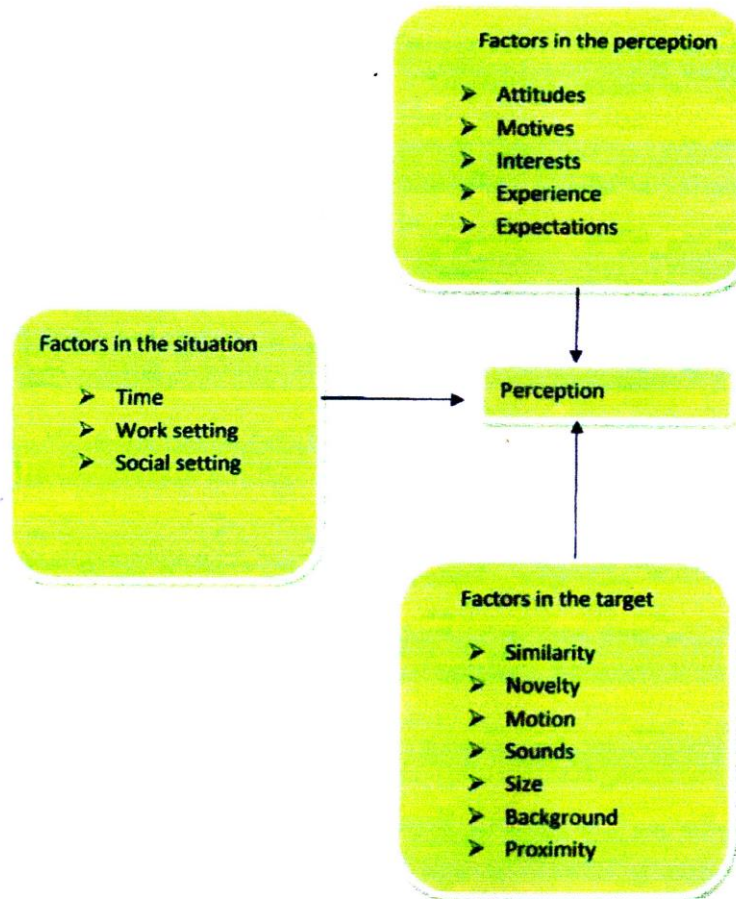 Factors in the perception
➤ Attitudes
➤ Motives
➤ Interests
➤ Experience
➤ Expectations
Factors in the situation
➤ Time
➤ Work setting
➤ Social setting
Perception
Factors in the target
➤ Similarity
➤ Novelty
➤ Motion
➤ Sounds
➤ Size
➤ Background
➤ Proximity